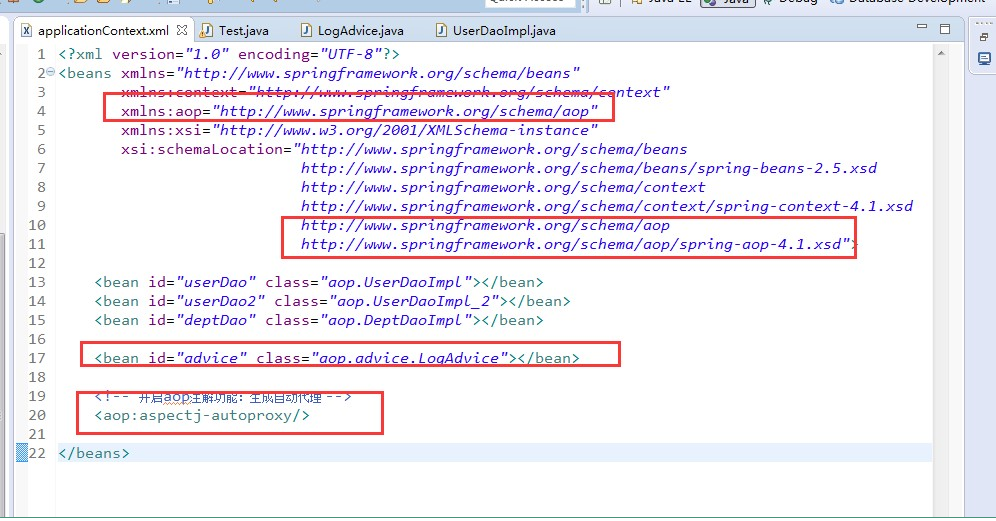 Quick Access
Java EE
Java
Debug
Database Development
applicationContext.xml
Test.java
LogAdvice.java
UserDaoImpl.java
1 <?xml version="1.0" encoding="UTF-8"?>
2 <beans xmlns="http://www.springframework.org/schema/beans"
3 xmlns:context="http://www.springframework.org/schema/context"
4 xmlns:aop="http://www.springframework.org/schema/aop"
5 xmlns:xsi="http://www.w3.org/2001/XMLSchema-instance"
6 xsi:schemaLocation="http://www.springframework.org/schema/beans
7 http://www.springframework.org/schema/beans/spring-beans-2.5.xsd
8 http://www.springframework.org/schema/context
9 http://www.springframework.org/schema/context/spring-context-4.1.xsd
10 http://www.springframework.org/schema/aop
11 http://www.springframework.org/schema/aop/spring-aop-4.1.xsd">
12
13 <bean id="userDao" class="aop.UserDaoImpl"></bean>
14 <bean id="userDao2" class="aop.UserDaoImpl_2"></bean>
15 <bean id="deptDao" class="aop.DeptDaoImpl"></bean>
16
17 <bean id="advice" class="aop.advice.LogAdvice"></bean>
18
19 <!-- 开启aop注解功能：生成自动代理 -->
20 <aop:aspectj-autoproxy/>
21
22 </beans>